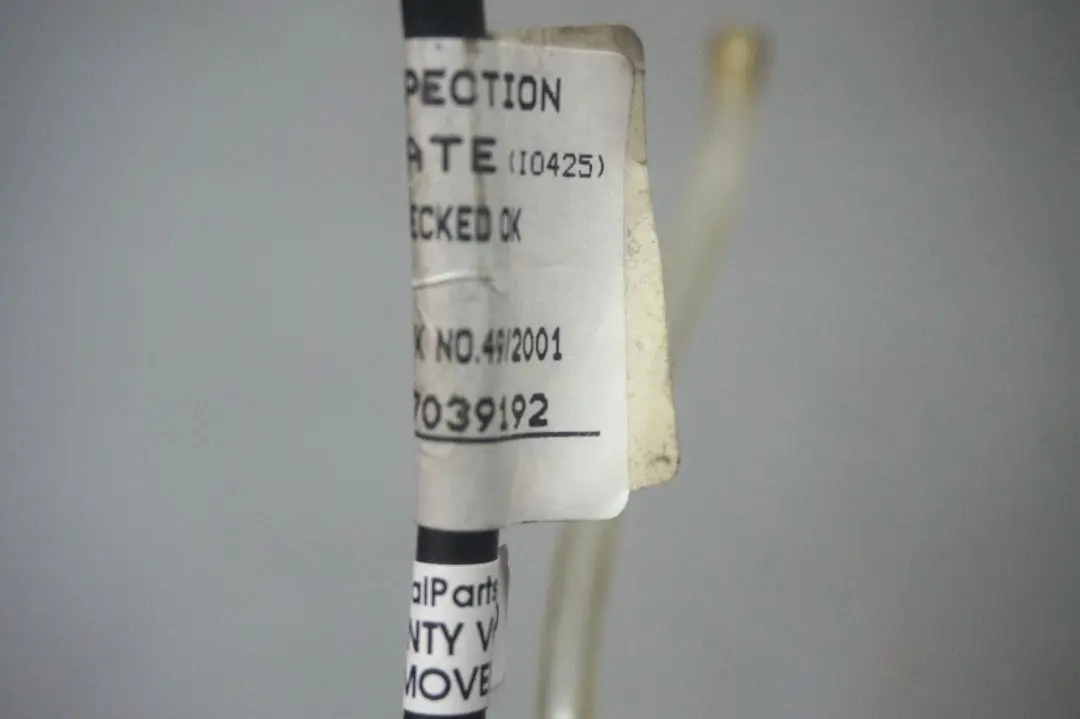 PECTION
ATE (I0425)
ECKED OK
K NO.49/2001
7039192
alParts
NTY V
MOVE